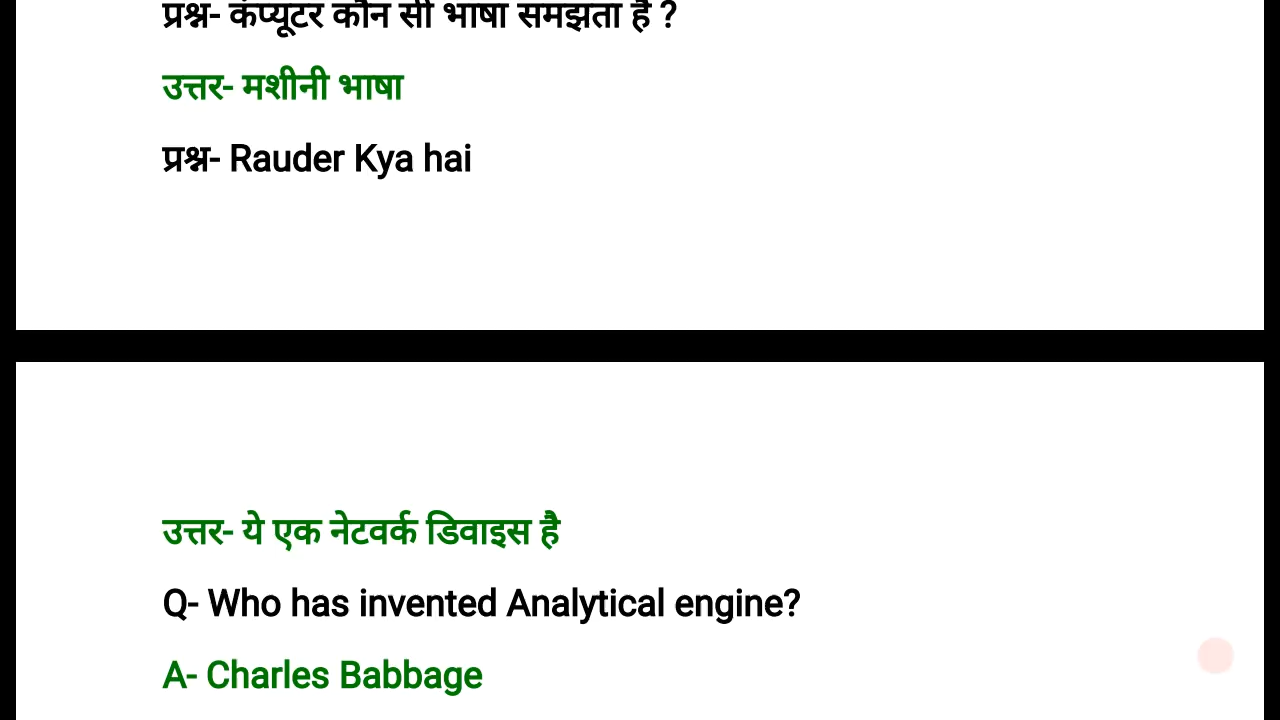 प्रश्न- कंप्यूटर कौन सी भाषा समझता है ?
उत्तर- मशीनी भाषा
प्रश्न- Rauder Kya hai
उत्तर- ये एक नेटवर्क डिवाइस है
Q- Who has invented Analytical engine?
A- Charles Babbage